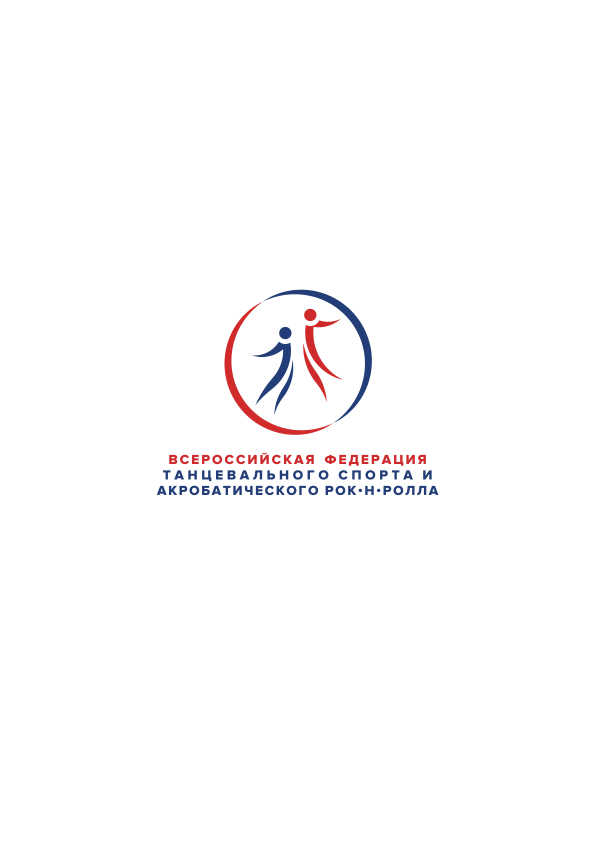 ВСЕРОССИЙСКАЯ ФЕДЕРАЦИЯ
ТАНЦЕВАЛЬНОГО СПОРТА И
АКРОБАТИЧЕСКОГО РОК•Н•РОЛЛА